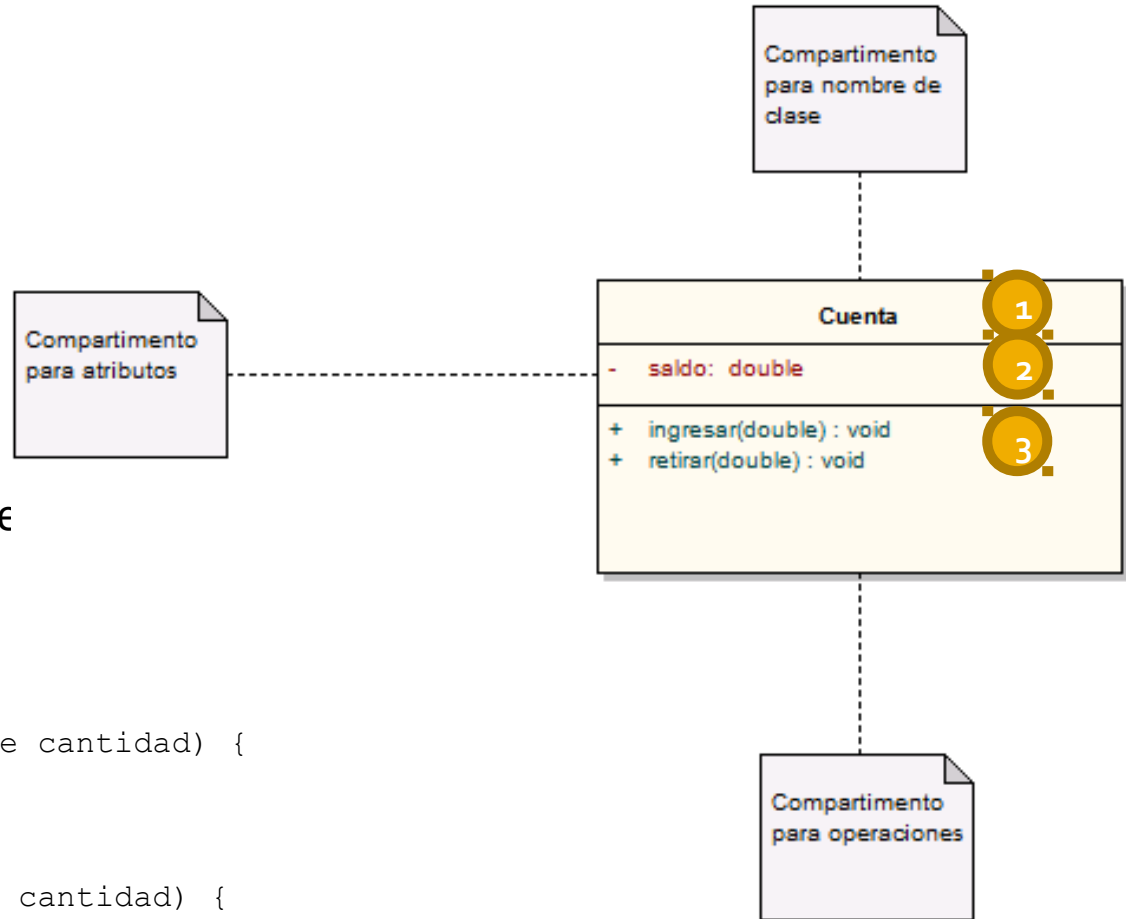 Compartimento
para nombre de
clase
Compartimento
para atributos
Cuenta
1
- saldo: double
2
+ ingresar(double) : void
+ retirar(double) : void
3
e cantidad) {
cantidad) {
Compartimento
para operaciones